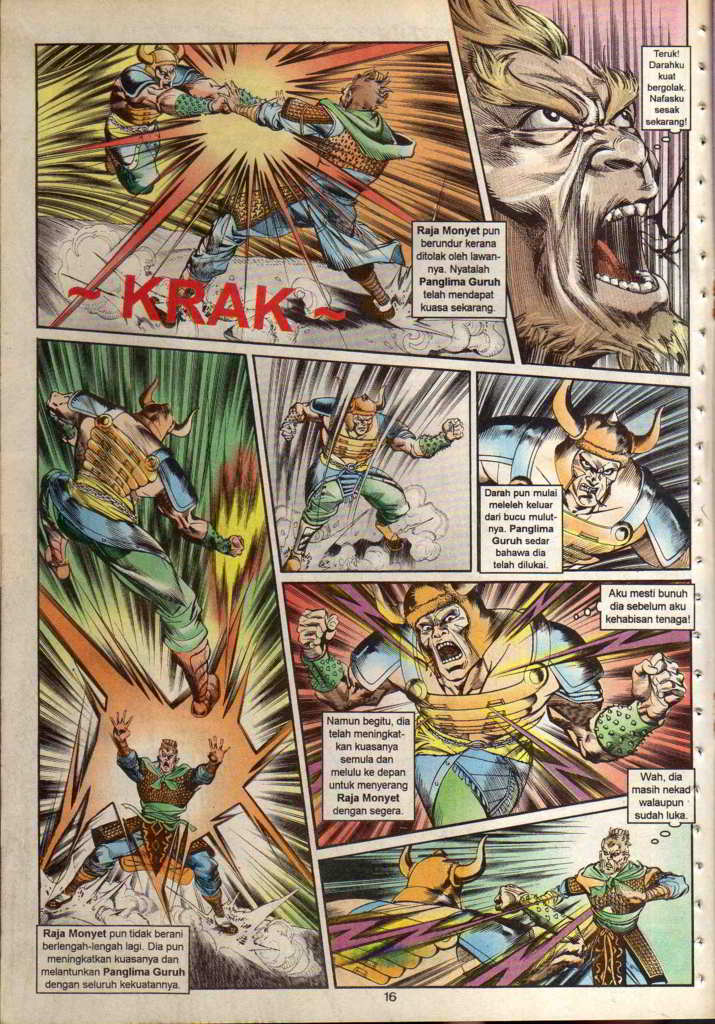 Raja Monyet pun
berundur kerana
ditolak oleh lawan-
nya. Nyatalah
Panglima Guruh
telah mendapat
kuasa sekarang.
~ KRAK ~
Teruk!
Darahku
kuat
bergolak.
Nafasku
sesak
sekarang!
Darah pun mulai
meleleh keluar
dari bucu mulut-
nya. Panglima
Guruh sedar
bahawa dia
telah dilukai.
Aku mesti bunuh
dia sebelum aku
kehabisan tenaga!
Namun begitu, dia
telah meningkat-
kan kuasanya
semula dan
melulu ke depan
untuk menyerang
Raja Monyet
dengan segera.
Wah, dia
masih nekad
walaupun
sudah luka.
Raja Monyet pun tidak berani
berlengah-lengah lagi. Dia pun
meningkatkan kuasanya dan
melantunkan Panglima Guruh
dengan seluruh kekuatannya.
16